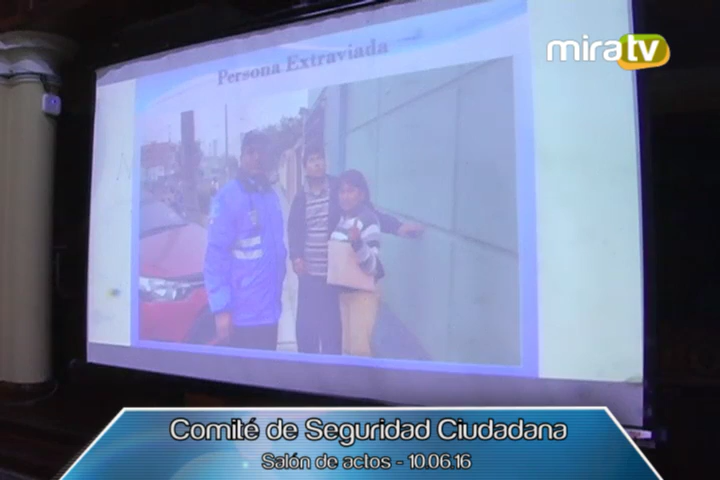 miratv
Persona Extraviada
Comité de Seguridad Ciudadana
Salón de actos - 10.06.16